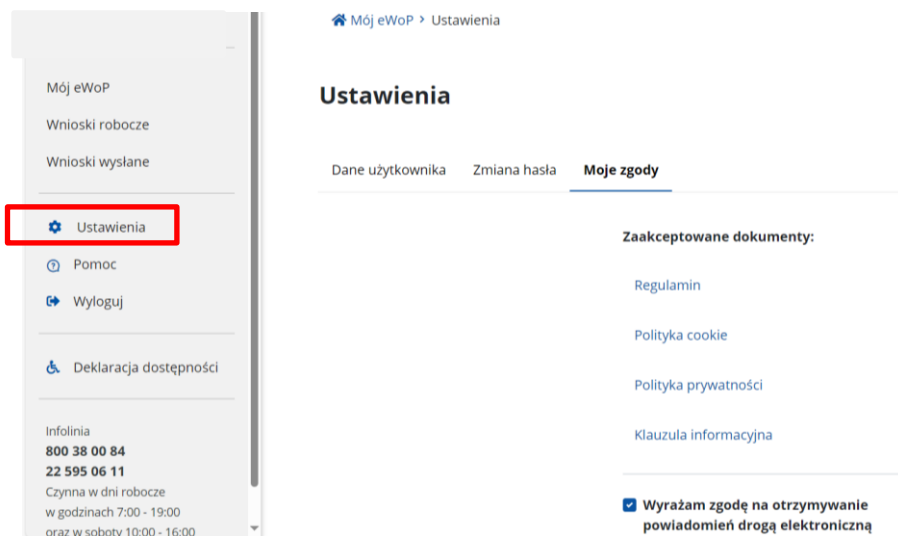 Mój eWoP
Wnioski robocze
Wnioski wysłane
Ustawienia
Pomoc
Wyloguj
Deklaracja dostępności
Infolinia
800 38 00 84
22 595 06 11
Czynna w dni robocze
w godzinach 7:00 - 19:00
oraz w soboty 10:00 - 16:00
Mój eWoP > Ustawienia
Ustawienia
Dane użytkownika Zmiana hasła Moje zgody
Zaakceptowane dokumenty:
Regulamin
Polityka cookie
Polityka prywatności
Klauzula informacyjna
Wyrażam zgodę na otrzymywanie
powiadomień drogą elektroniczną